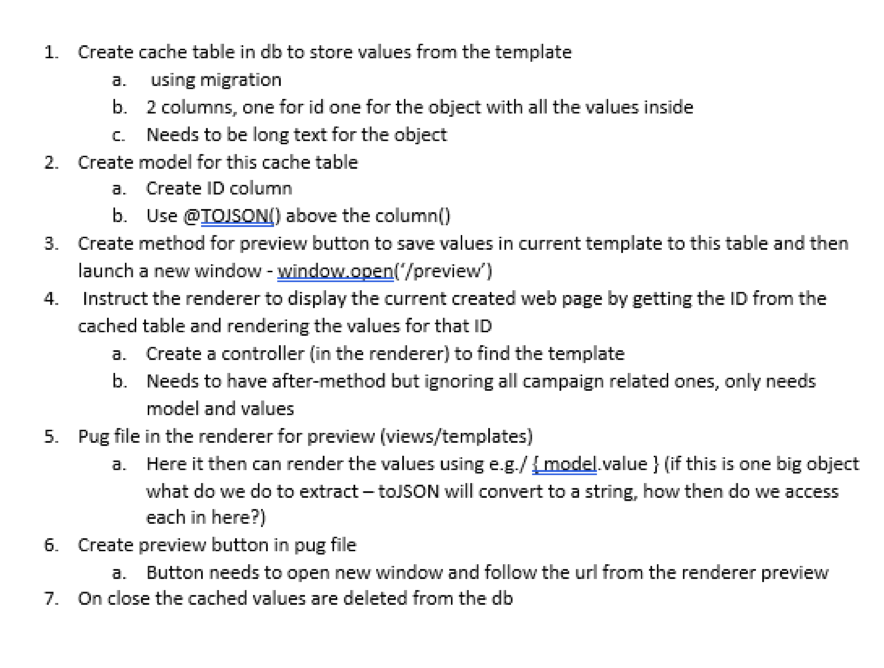 1. Create cache table in db to store values from the template
a. using migration
b. 2 columns, one for id one for the object with all the values inside
c. Needs to be long text for the object
2. Create model for this cache table
a. Create ID column
b. Use @TOJSON() above the column()
3. Create method for preview button to save values in current template to this table and then
launch a new window - window.open('/preview')
4. Instruct the renderer to display the current created web page by getting the ID from the
cached table and rendering the values for that ID
a. Create a controller (in the renderer) to find the template
b. Needs to have after-method but ignoring all campaign related ones, only needs
model and values
5. Pug file in the renderer for preview (views/templates)
a. Here it then can render the values using e.g./ { model.value } (if this is one big object
what do we do to extract – toJSON will convert to a string, how then do we access
each in here?)
6. Create preview button in pug file
a. Button needs to open new window and follow the url from the renderer preview
7. On close the cached values are deleted from the db